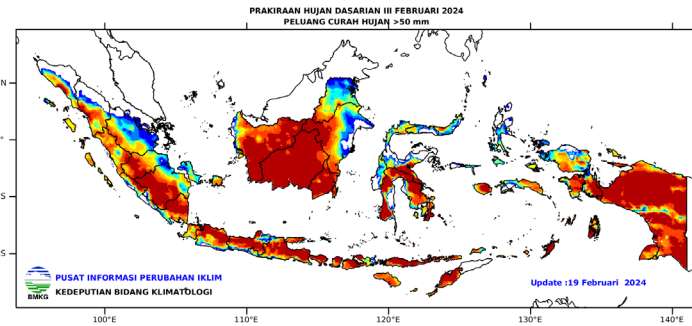 PRAKIRAAN HUJAN DASARIAN III FEBRUARI 2024
PELUANG CURAH HUJAN >50 mm
N
°
S
S
PUSAT INFORMASI PERUBAHAN IKLIM
KEDEPUTIAN BIDANG KLIMATOLOGI
BMKG
Update :19 Februari 2024
100°E 110°E 120°E 130°E 140°E